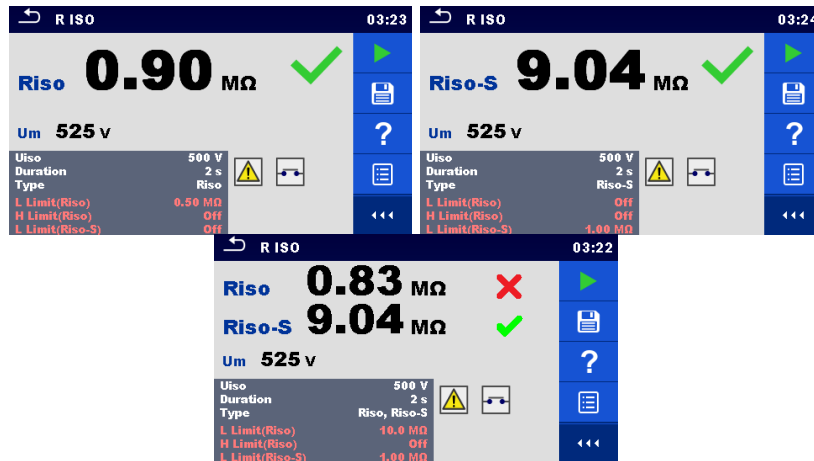 R ISO 03:23
Riso 0.90 MΩ
Um 525 V
Uiso 500 V
Duration 2 s
Type Riso
L Limit(Riso) 0.50 MΩ
H Limit(Riso) Off
L Limit(Riso-S) Off
?
R ISO 03:24
Riso-S 9.04 MΩ
Um 525 V
Uiso 500 V
Duration 2 s
Type Riso-S
L Limit(Riso) Off
H Limit(Riso) Off
L Limit(Riso-S) 1.00 MΩ
?
R ISO 03:22
Riso 0.83 MΩ
Riso-S 9.04 MΩ
Um 525 V
Uiso 500 V
Duration 2 s
Type Riso, Riso-S
L Limit(Riso) 10.0 MΩ
H Limit(Riso) Off
L Limit(Riso-S) 1.00 MΩ
?